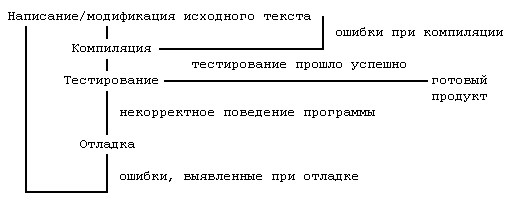 Написание/модификация исходного текста
ошибки при компиляции
Компиляция
тестирование прошло успешно
Тестирование
готовый
продукт
некорректное поведение программы
Отладка
ошибки, выявленные при отладке